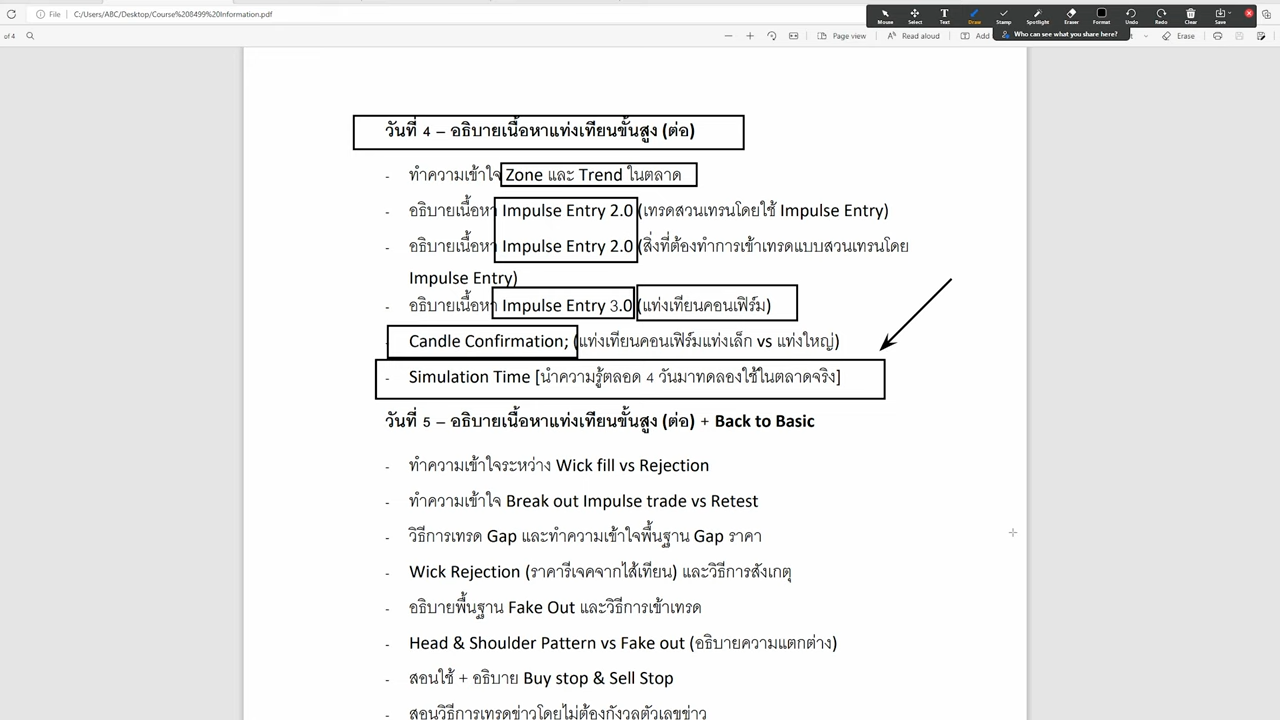 File
C:/Users/ABC/Desktop/Course%208499%20Information.pdf
Mouse Select Text Draw Stamp Spotlight Eraser Format Undo Redo Clear Save
Who can see what you share here?
of 4
Page view
Read aloud
Add
Erase
วันที่ 4 – อธิบายเนื้อหาแท่งเทียนขั้นสูง (ต่อ)
- ทำความเข้าใจ Zone และ Trend ในตลาด
- อธิบายเนื้อหา Impulse Entry 2.0 (เทรดสวนเทรนโดยใช้ Impulse Entry)
- อธิบายเนื้อหา Impulse Entry 2.0 (สิ่งที่ต้องทำการเข้าเทรดแบบสวนเทรนโดย
Impulse Entry)
- อธิบายเนื้อหา Impulse Entry 3.0 (แท่งเทียนคอนเฟิร์ม)
- Candle Confirmation; (แท่งเทียนคอนเฟิร์มแท่งเล็ก vs แท่งใหญ่)
- Simulation Time [นำความรู้ตลอด 4 วันมาทดลองใช้ในตลาดจริง]
วันที่ 5 – อธิบายเนื้อหาแท่งเทียนขั้นสูง (ต่อ) + Back to Basic
- ทำความเข้าใจระหว่าง Wick fill vs Rejection
- ทำความเข้าใจ Break out Impulse trade vs Retest
- วิธีการเทรด Gap และทำความเข้าใจพื้นฐาน Gap ราคา
- Wick Rejection (ราคารีเจคจากไส้เทียน) และวิธีการสังเกตุ
- อธิบายพื้นฐาน Fake Out และวิธีการเข้าเทรด
- Head & Shoulder Pattern vs Fake out (อธิบายความแตกต่าง)
- สอนใช้ + อธิบาย Buy stop & Sell Stop
- สอนวิธีการเทรดข่าวโดยไม่ต้องกังวลตัวเลขข่าว